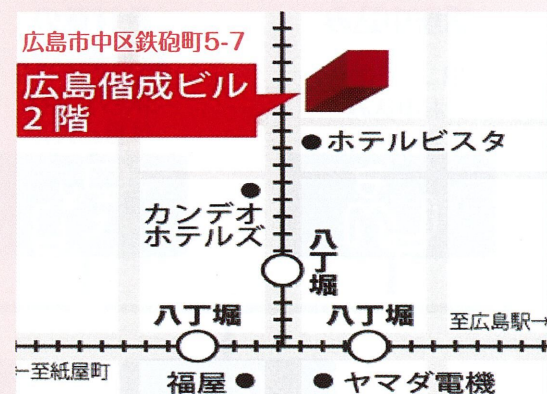 広島市中区鉄砲町5-7
広島偕成ビル
2階
ホテルビスタ
カンデオ
ホテルズ
八丁堀
八丁堀
八丁堀
至広島駅→
←至紙屋町
福屋
ヤマダ電機